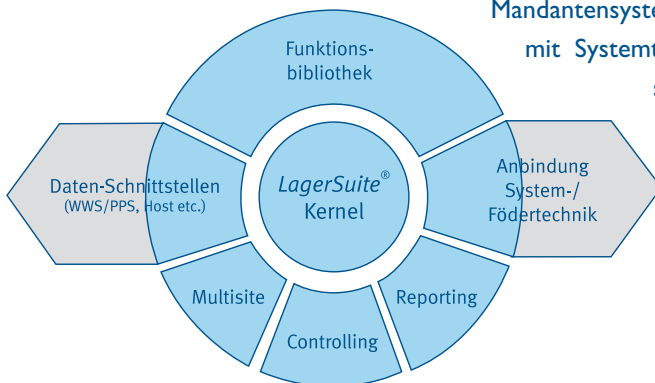 Mandantensyste
mit Systemt
s
Funktions-
bibliothek
Daten-Schnittstellen
(WWS/PPS, Host etc.)
LagerSuite®
Kernel
Anbindung
System-/
Födertechnik
Multisite
Controlling
Reporting